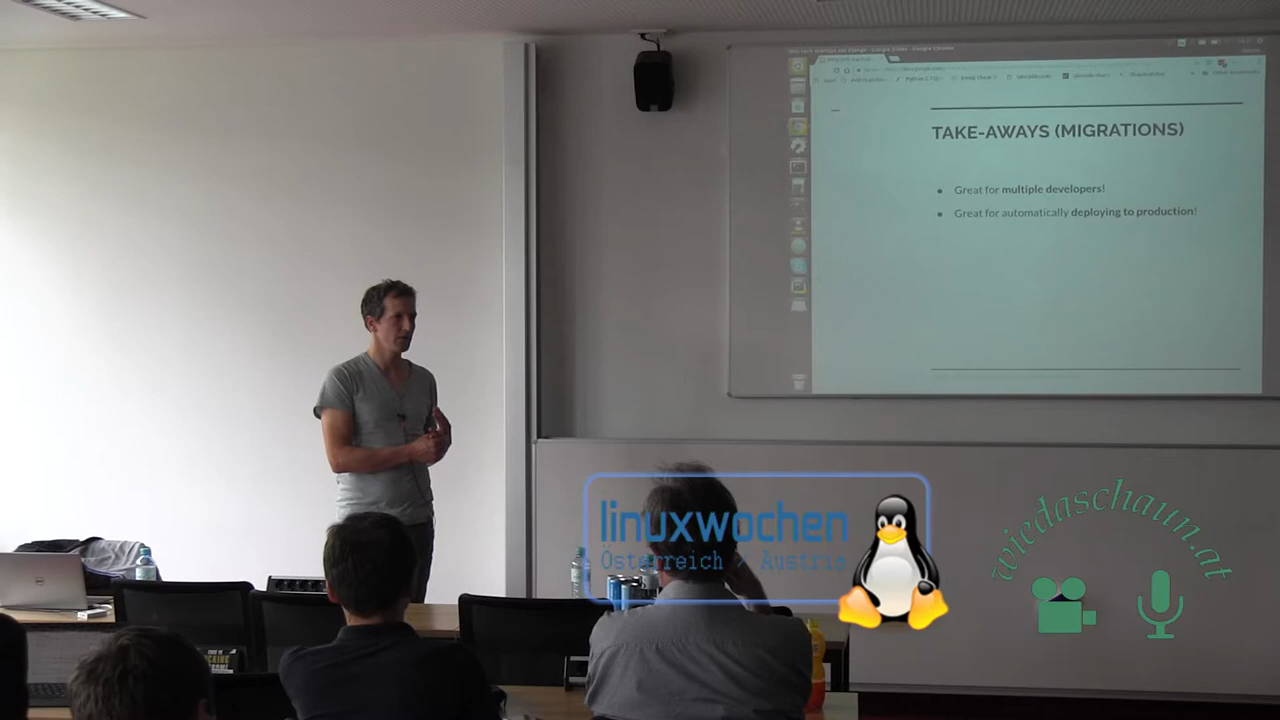 TAKE-AWAYS (MIGRATIONS)
Great for multiple developers!
Great for automatically deploying to production!
linuxwochen
Österreich / Austria
wiedaschaun.at